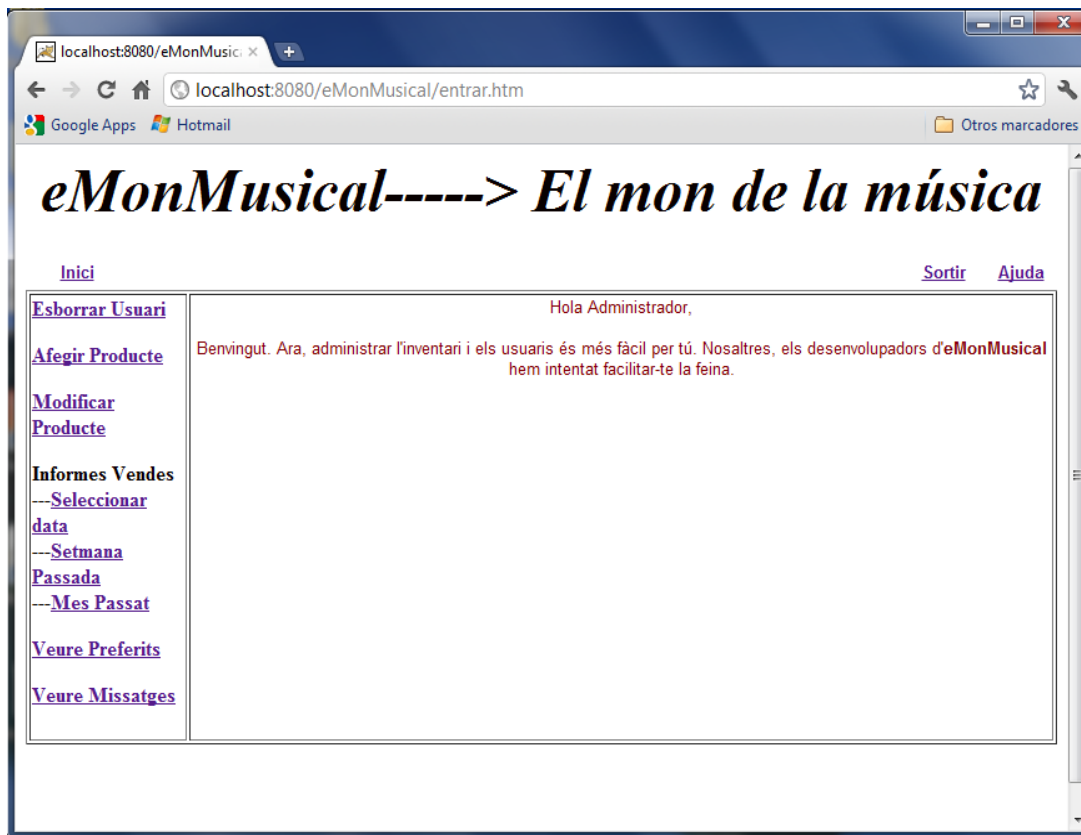 localhost:8080/eMonMusic
localhost:8080/eMonMusical/entrar.htm
Google Apps Hotmail Otros marcadores
eMonMusical-----> El mon de la música
Inici Sortir Ajuda
Esborrar Usuari
Afegir Producte
Modificar
Producte
Informes Vendes
---Seleccionar
data
---Setmana
Passada
---Mes Passat
Veure Preferits
Veure Missatges
Hola Administrador,
Benvingut. Ara, administrar l'inventari i els usuaris és més fàcil per tú. Nosaltres, els desenvolupadors d'eMonMusical
hem intentat facilitar-te la feina.